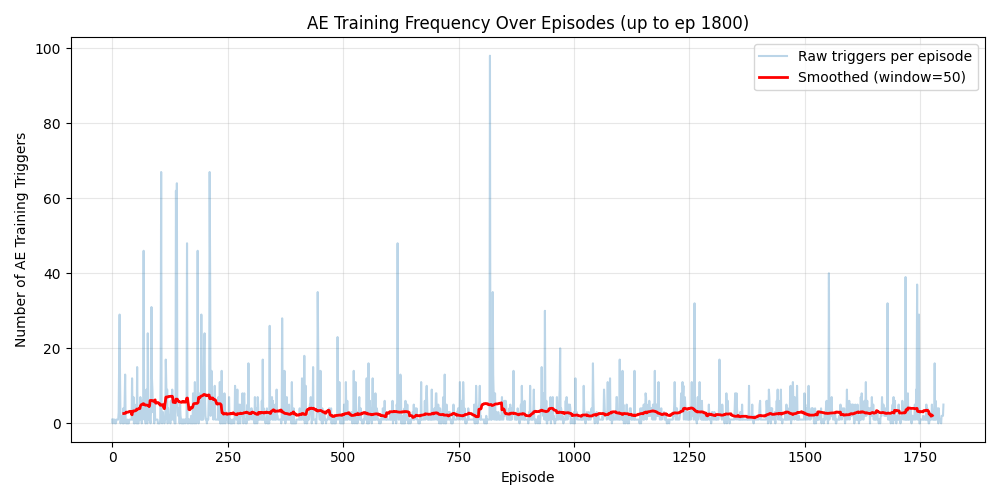 AE Training Frequency Over Episodes (up to ep 1800)
Raw triggers per episode
Smoothed (window=50)
Number of AE Training Triggers
100
80
60
40
20
0
0 250 500 750 1000 1250 1500 1750
Episode